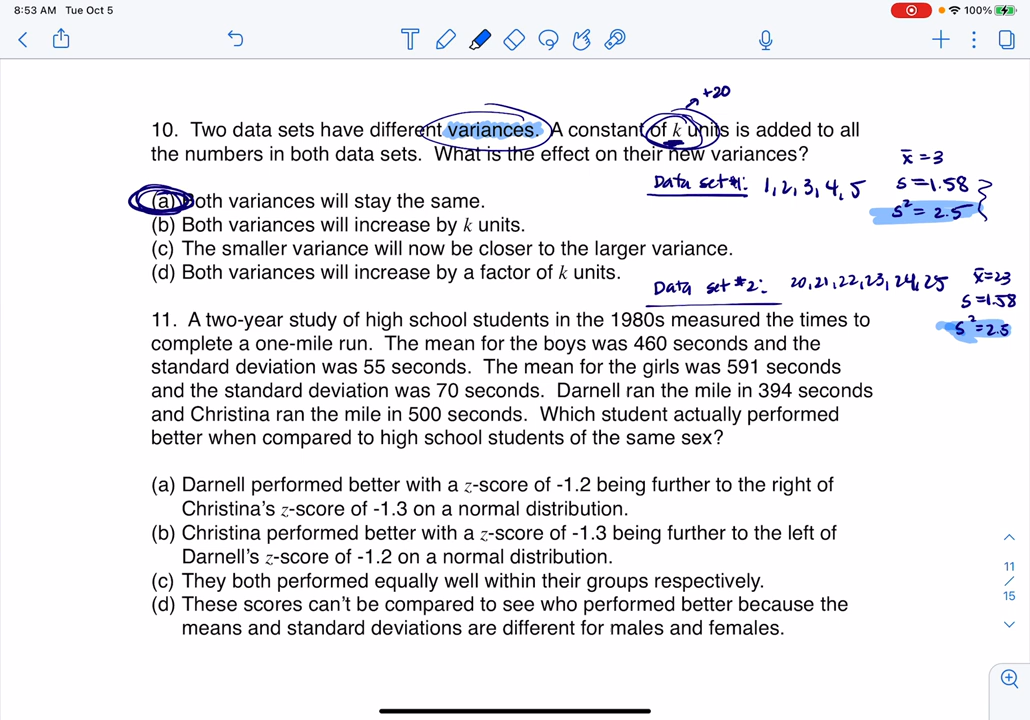 8:53 AM Tue Oct 5
100%
+20
10. Two data sets have different variances. A constant of k units is added to all
the numbers in both data sets. What is the effect on their new variances?
Data set #1: 1, 2, 3, 4, 5
x̄ = 3
s = 1.58
s² = 2.5
(a) Both variances will stay the same.
(b) Both variances will increase by k units.
(c) The smaller variance will now be closer to the larger variance.
(d) Both variances will increase by a factor of k units.
Data set #2: 20, 21, 22, 23, 24, 25
x̄ = 23
s = 1.58
s² = 2.5
11. A two-year study of high school students in the 1980s measured the times to
complete a one-mile run. The mean for the boys was 460 seconds and the
standard deviation was 55 seconds. The mean for the girls was 591 seconds
and the standard deviation was 70 seconds. Darnell ran the mile in 394 seconds
and Christina ran the mile in 500 seconds. Which student actually performed
better when compared to high school students of the same sex?
(a) Darnell performed better with a z-score of -1.2 being further to the right of
Christina's z-score of -1.3 on a normal distribution.
(b) Christina performed better with a z-score of -1.3 being further to the left of
Darnell's z-score of -1.2 on a normal distribution.
(c) They both performed equally well within their groups respectively.
(d) These scores can't be compared to see who performed better because the
means and standard deviations are different for males and females.
11
/
15